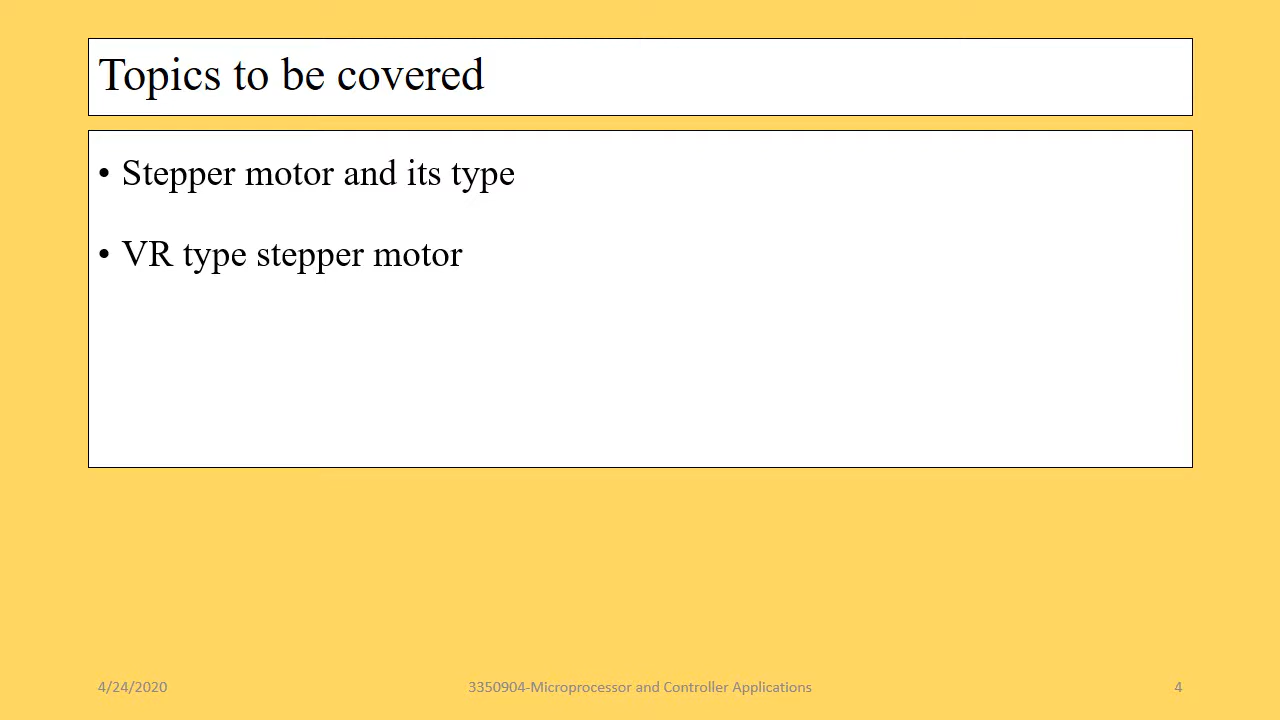 Topics to be covered
• Stepper motor and its type
• VR type stepper motor
4/24/2020
3350904-Microprocessor and Controller Applications
4